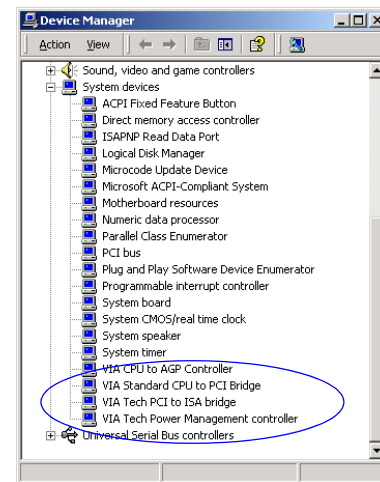 Device Manager
Action View
Sound, video and game controllers
System devices
ACPI Fixed Feature Button
Direct memory access controller
ISAPNP Read Data Port
Logical Disk Manager
Microcode Update Device
Microsoft ACPI-Compliant System
Motherboard resources
Numeric data processor
Parallel Class Enumerator
PCI bus
Plug and Play Software Device Enumerator
Programmable interrupt controller
System board
System CMOS/real time clock
System speaker
System timer
VIA CPU to AGP Controller
VIA Standard CPU to PCI Bridge
VIA Tech PCI to ISA bridge
VIA Tech Power Management controller
Universal Serial Bus controllers